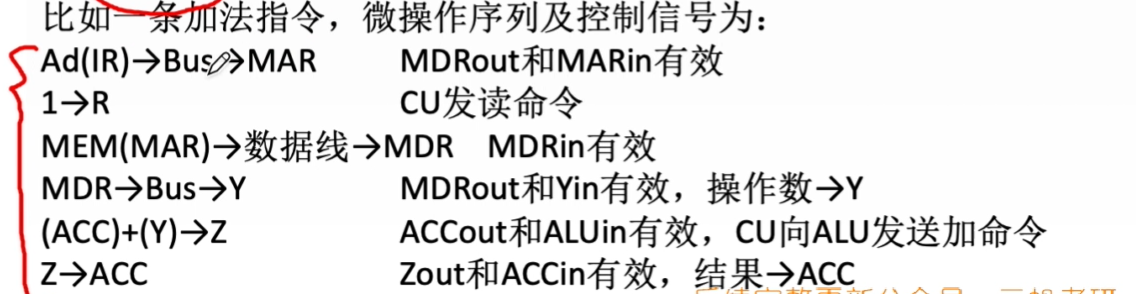 比如一条加法指令，微操作序列及控制信号为：
Ad(IR)→Bus→MAR MDRout和MARin有效
1→R CU发读命令
MEM(MAR)→数据线→MDR MDRin有效
MDR→Bus→Y MDRout和Yin有效，操作数→Y
(ACC)+(Y)→Z ACCout和ALUin有效，CU向ALU发送加命令
Z→ACC Zout和ACCin有效，结果→ACC